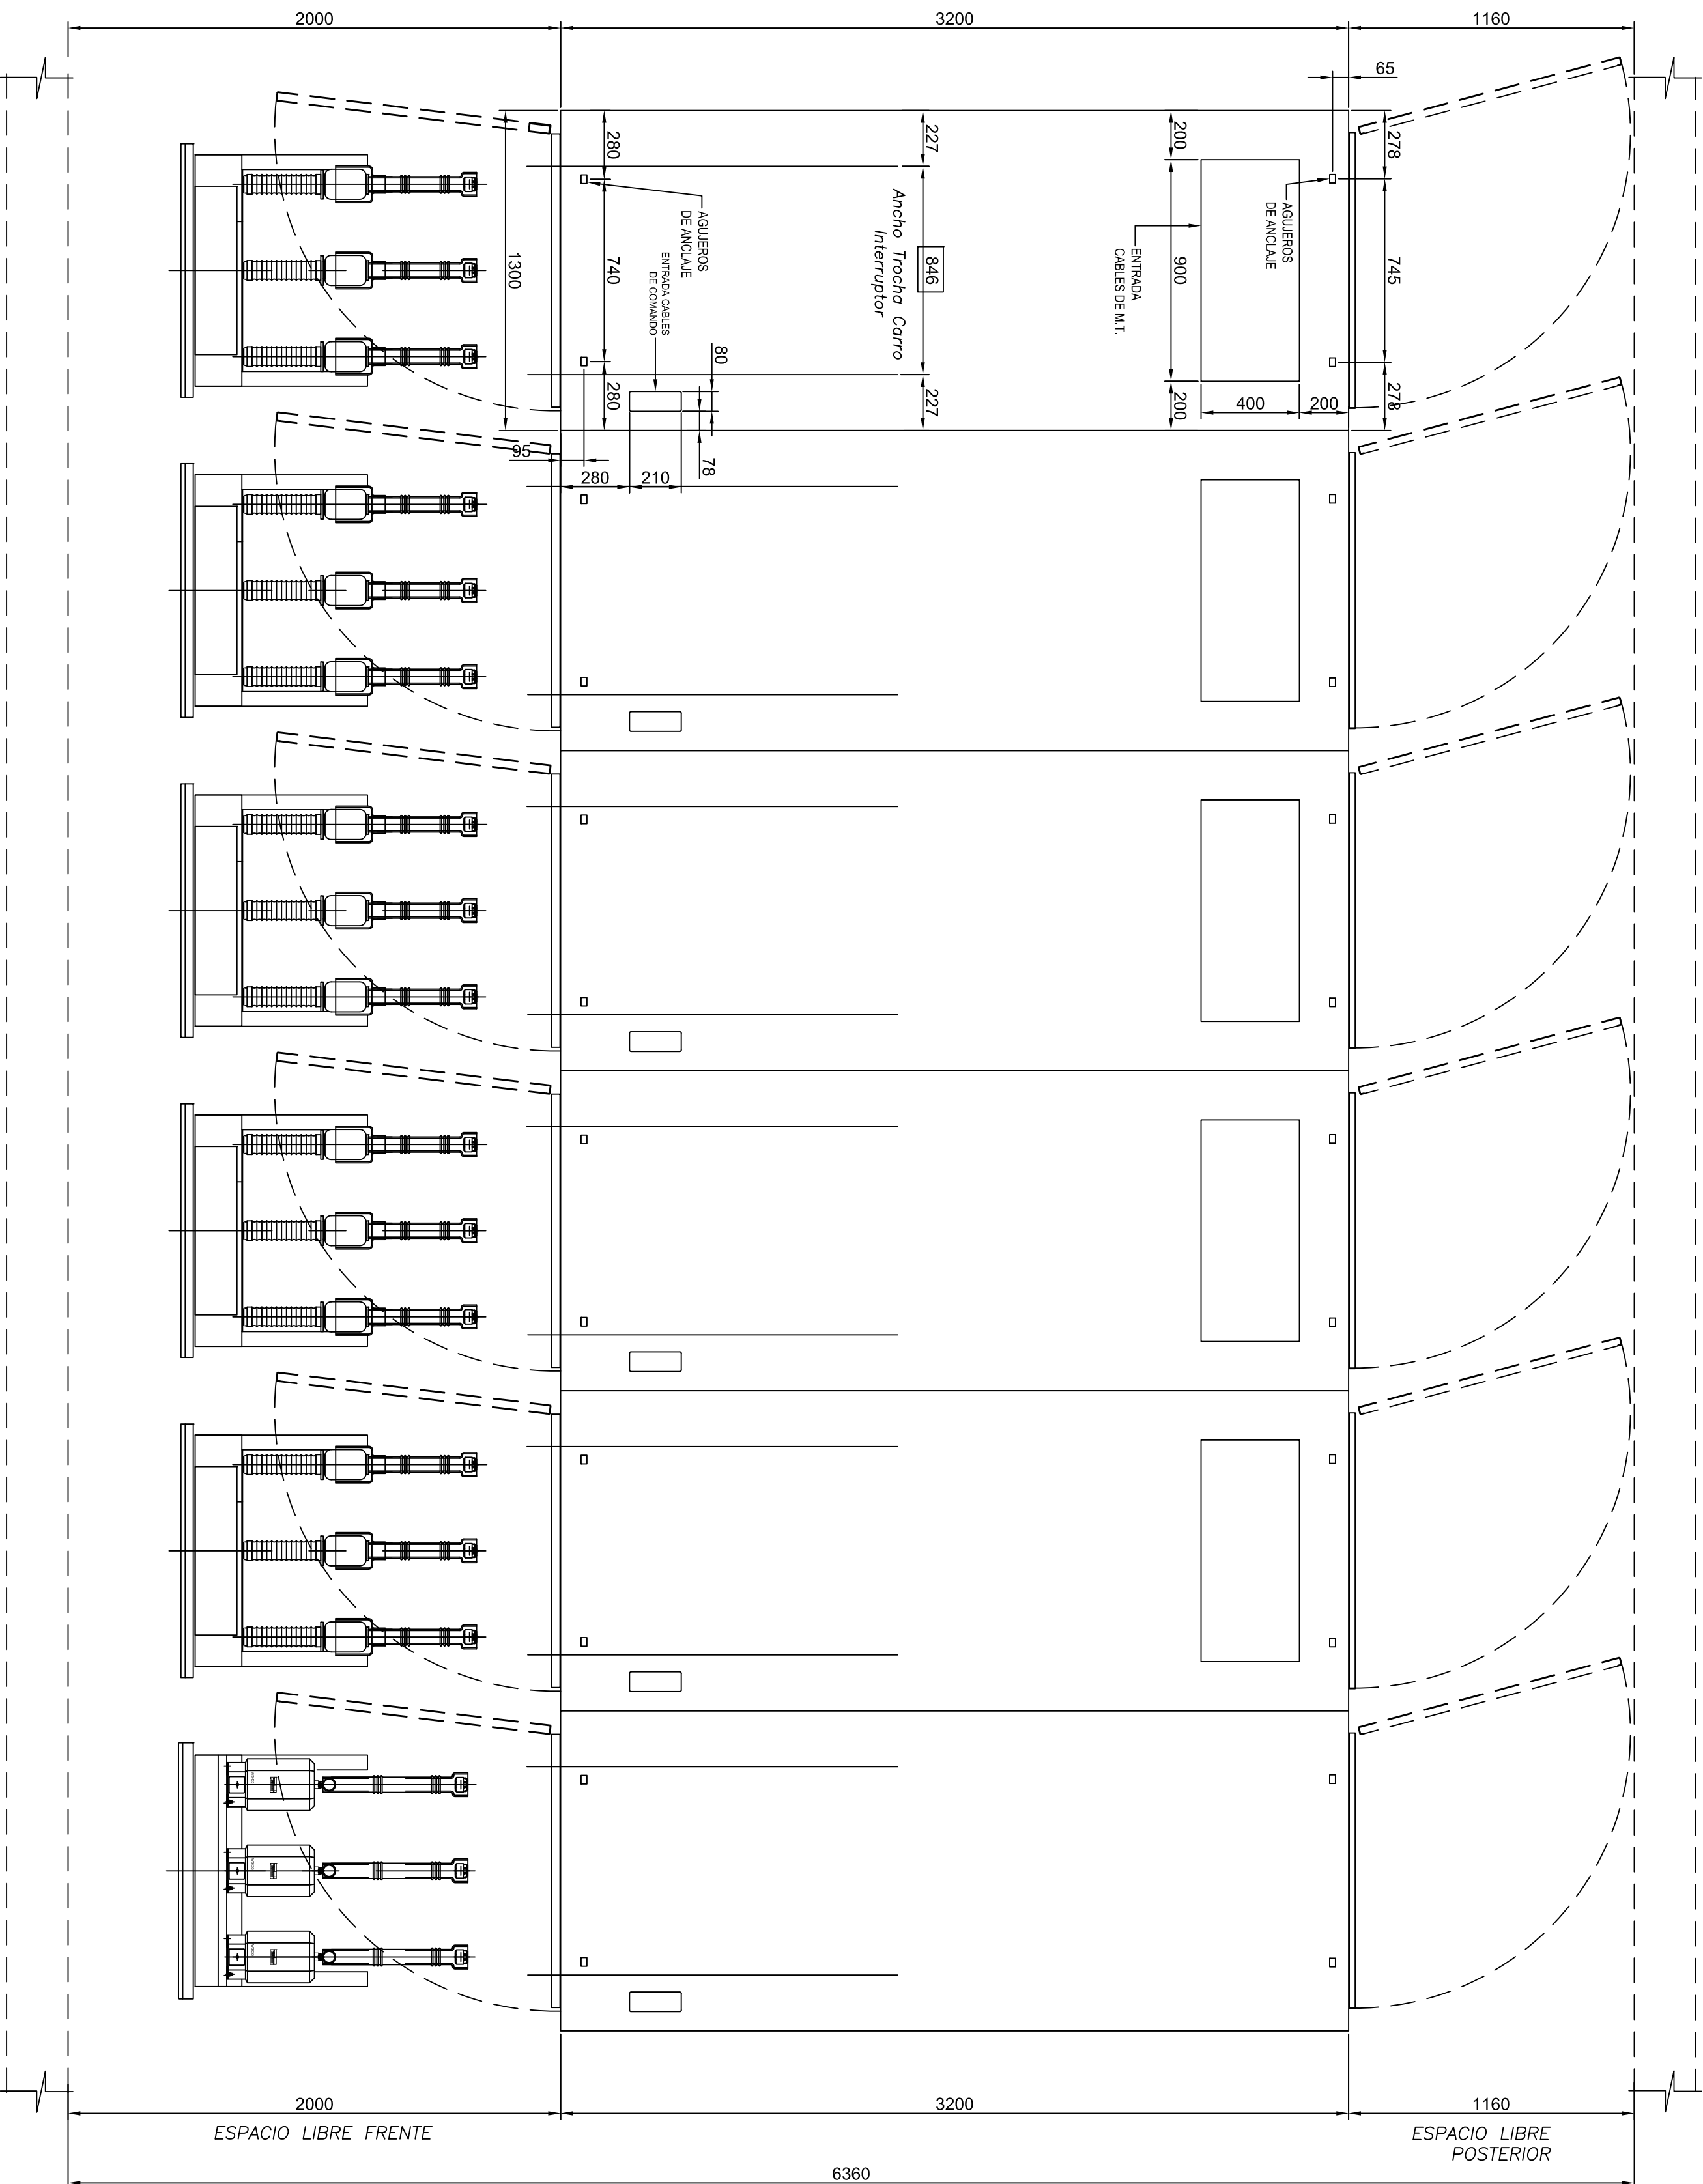 2000
3200
1160
65
280
227
200
278
AGUJEROS
DE ANCLAJE
AGUJEROS
DE ANCLAJE
Ancho Trocha Carro
Interruptor
846
ENTRADA
CABLES DE M.T.
900
745
740
1300
ENTRADA CABLES
DE COMANDO
80
280
227
200
278
400
200
95
78
280
210
2000
3200
1160
ESPACIO LIBRE FRENTE
ESPACIO LIBRE
POSTERIOR
6360